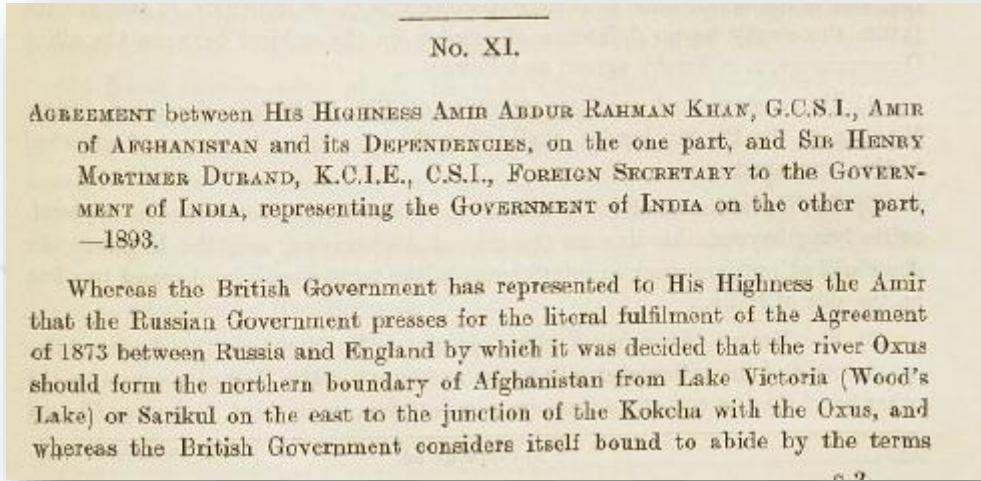 No. XI.
AGREEMENT between HIS HIGHNESS AMIR ABDUR RAHMAN KHAN, G.C.S.I., AMIR
of AFGHANISTAN and its DEPENDENCIES, on the one part, and SIR HENRY
MORTIMER DURAND, K.C.I.E., C.S.I., FOREIGN SECRETARY to the GOVERN-
MENT of INDIA, representing the GOVERNMENT of INDIA on the other part,
—1893.
Whereas the British Government has represented to His Highness the Amir
that the Russian Government presses for the literal fulfilment of the Agreement
of 1873 between Russia and England by which it was decided that the river Oxus
should form the northern boundary of Afghanistan from Lake Victoria (Wood's
Lake) or Sarikul on the east to the junction of the Kokcha with the Oxus, and
whereas the British Government considers itself bound to abide by the terms